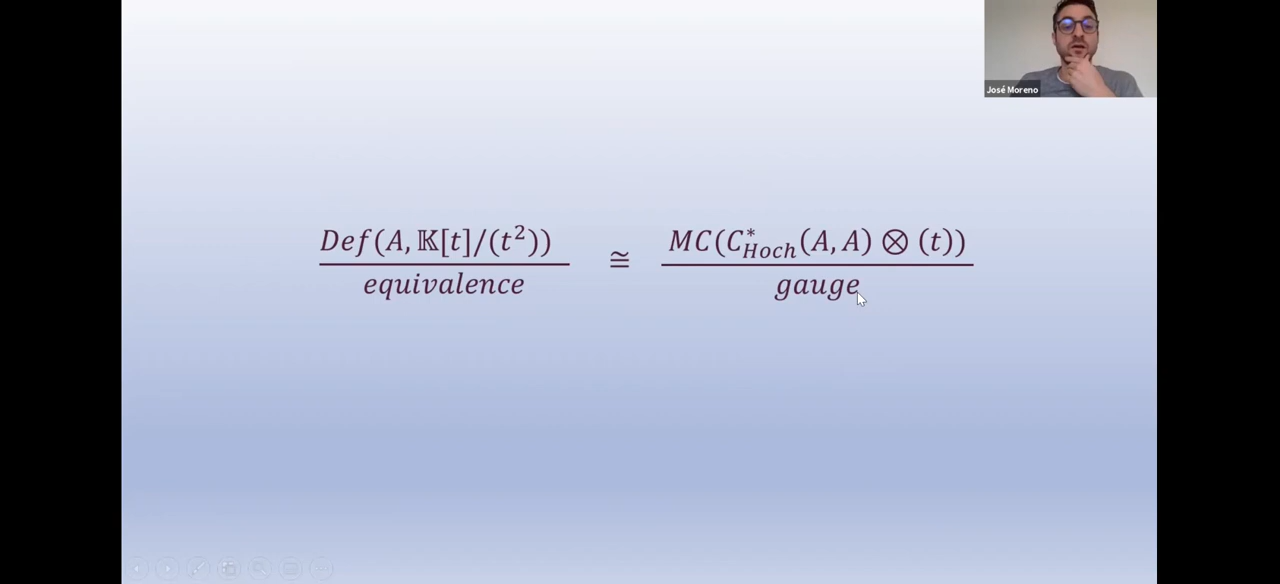 José Moreno
Def(A, 𝕂[t]/(t²))
equivalence
≅
MC(C*_Hoch(A, A) ⊗ (t))
gauge